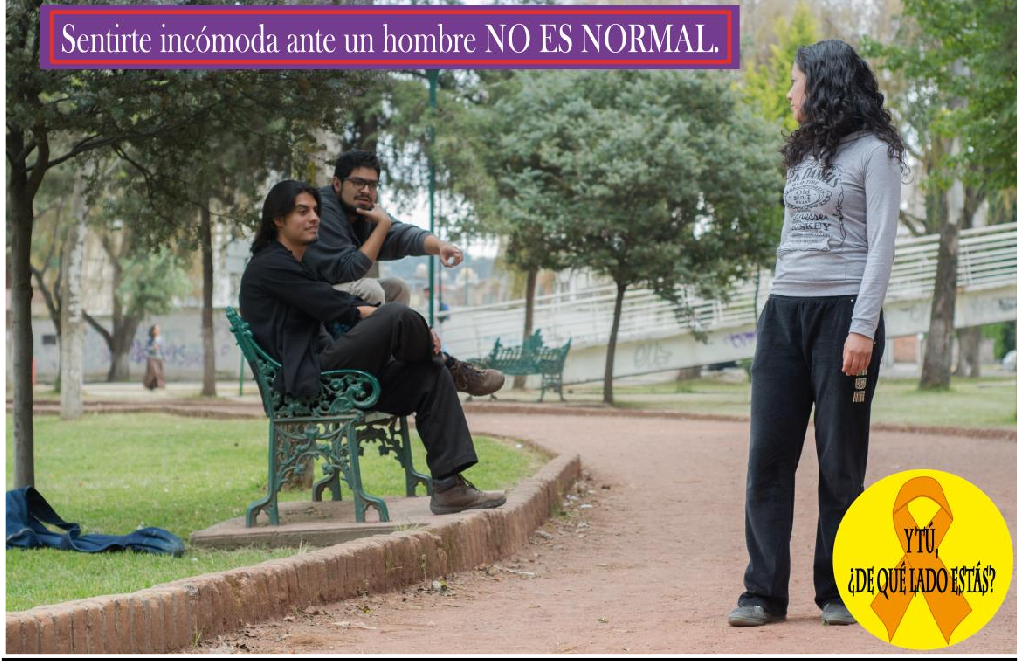 Sentirte incómoda ante un hombre NO ES NORMAL.
Y TÚ,
¿DE QUÉ LADO ESTÁS?